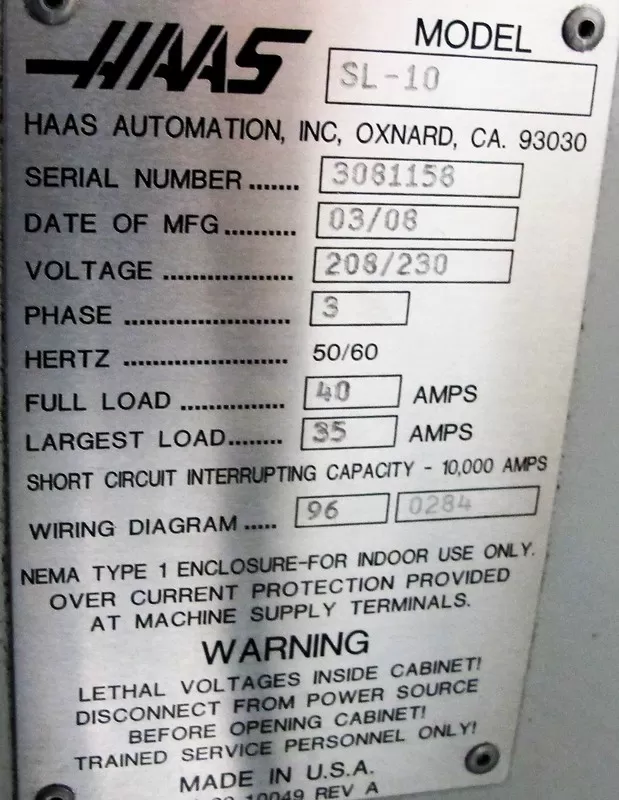 HAAS
MODEL
SL-10
HAAS AUTOMATION, INC, OXNARD, CA. 93030
SERIAL NUMBER ....... 3081158
DATE OF MFG .......... 03/08
VOLTAGE .................. 208/230
PHASE ....................... 3
HERTZ ....................... 50/60
FULL LOAD ............... 40 AMPS
LARGEST LOAD........ 35 AMPS
SHORT CIRCUIT INTERRUPTING CAPACITY - 10,000 AMPS
WIRING DIAGRAM ..... 96 0284
NEMA TYPE 1 ENCLOSURE-FOR INDOOR USE ONLY.
OVER CURRENT PROTECTION PROVIDED
AT MACHINE SUPPLY TERMINALS.
WARNING
LETHAL VOLTAGES INSIDE CABINET!
DISCONNECT FROM POWER SOURCE
BEFORE OPENING CABINET!
TRAINED SERVICE PERSONNEL ONLY!
MADE IN U.S.A.
10049 REV A